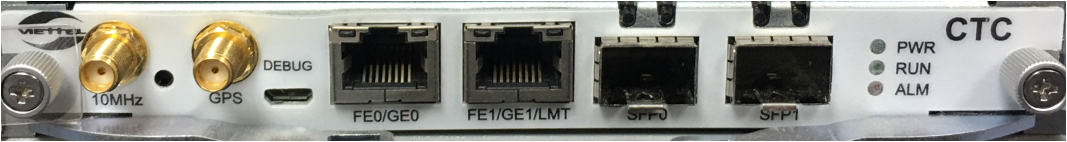 VIETTEL
10MHz
GPS
DEBUG
FE0/GE0
FE1/GE1/LMT
SFP0
SFP1
PWR
RUN
ALM
CTC